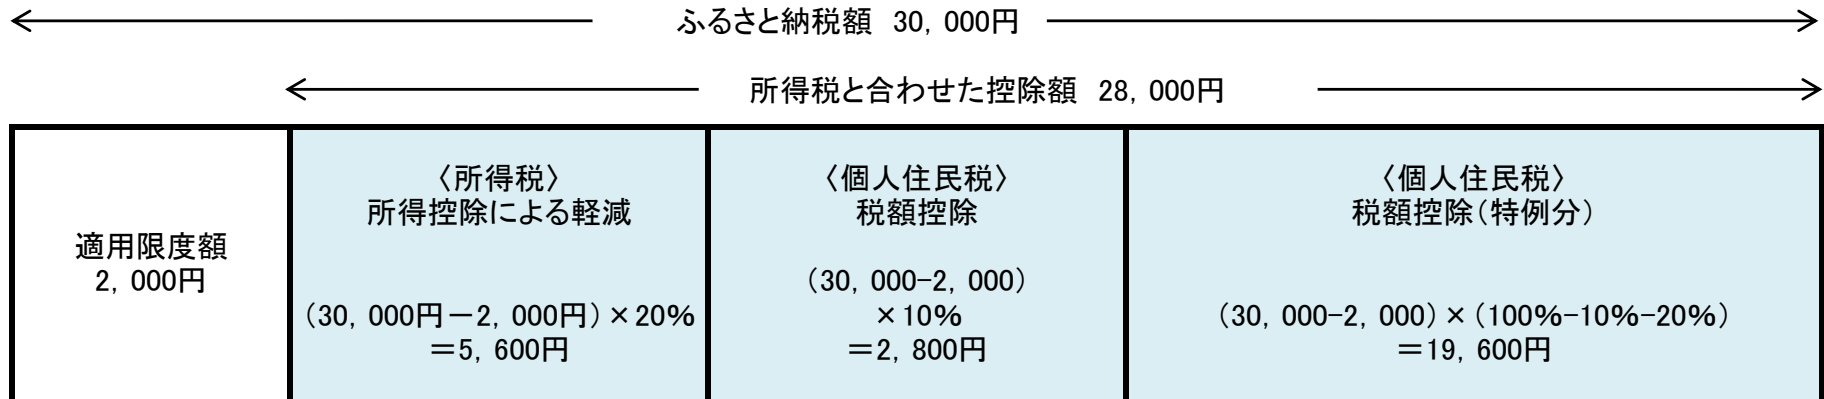 ふるさと納税額 30,000円
所得税と合わせた控除額 28,000円
適用限度額
2,000円
〈所得税〉
所得控除による軽減
(30,000円-2,000円)×20%
=5,600円
〈個人住民税〉
税額控除
(30,000-2,000)
×10%
=2,800円
〈個人住民税〉
税額控除(特例分)
(30,000-2,000)×(100%-10%-20%)
=19,600円